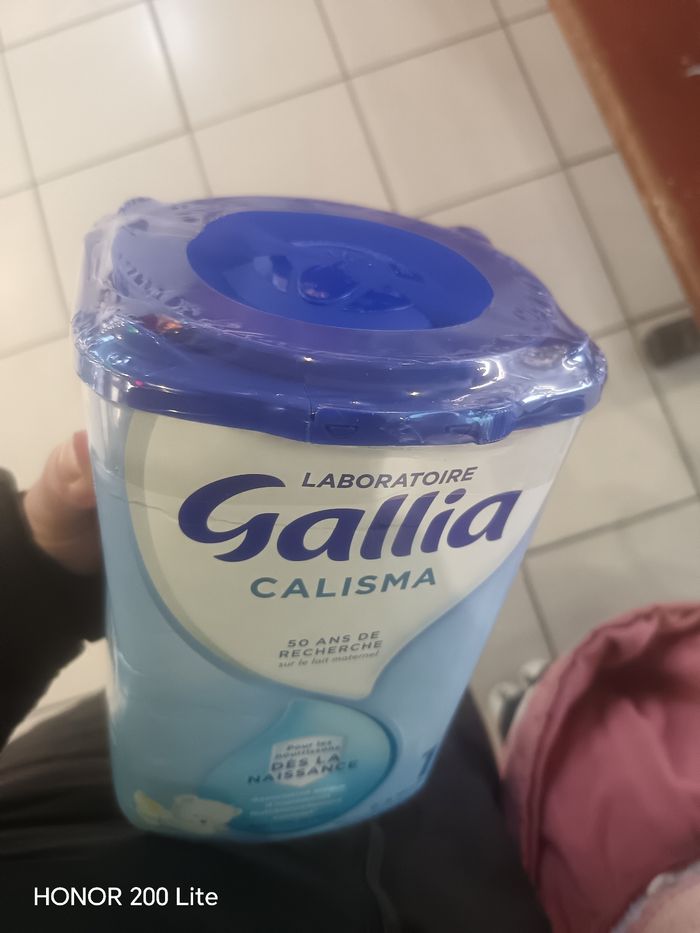 LABORATOIRE
Gallia
CALISMA
50 ANS DE
RECHERCHE
sur le lait maternel
Pour les
nourrissons
DÈS LA
NAISSANCE
1
HONOR 200 Lite